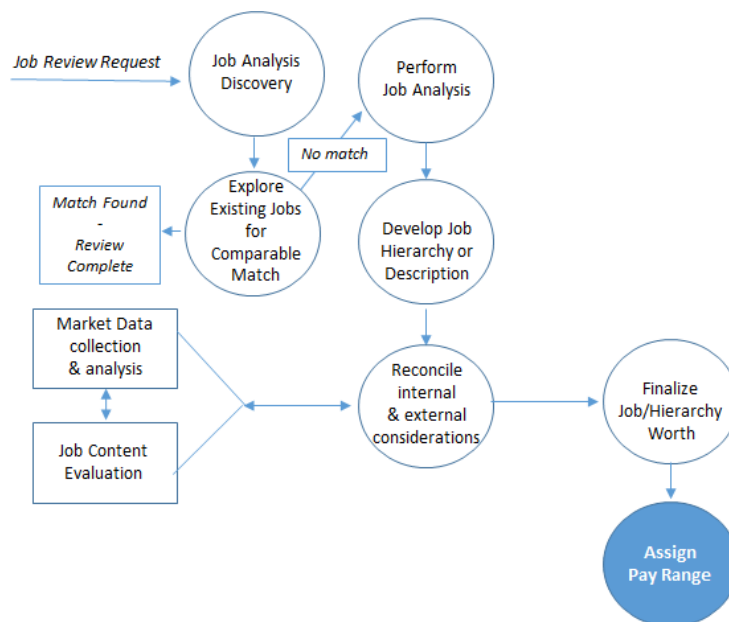 Job Review Request
Job Analysis
Discovery
Perform
Job Analysis
No match
Explore
Existing Jobs
for
Comparable
Match
Match Found
-
Review
Complete
Develop Job
Hierarchy or
Description
Market Data
collection
& analysis
Job Content
Evaluation
Reconcile
internal
& external
considerations
Finalize
Job/Hierarchy
Worth
Assign
Pay Range